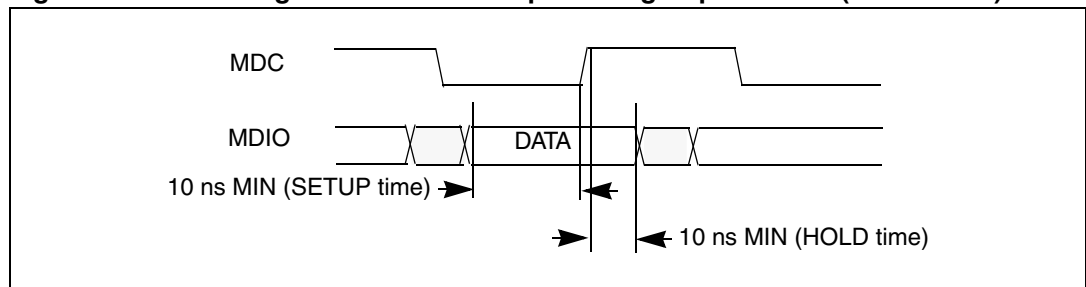 MDC
MDIO
DATA
10 ns MIN (SETUP time)
10 ns MIN (HOLD time)